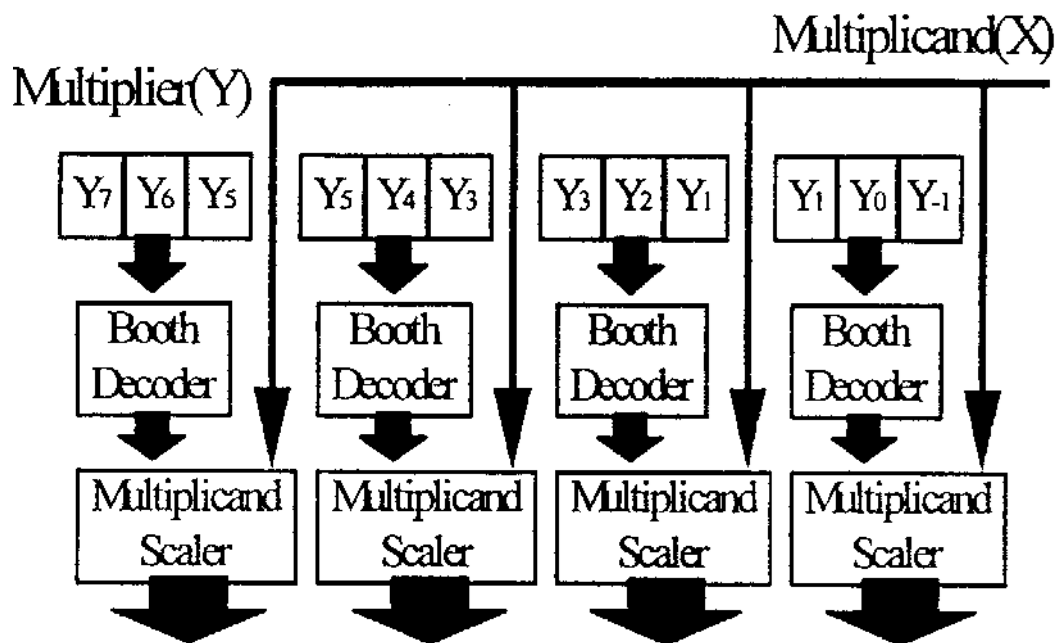 Multiplicand(X)
Multiplier(Y)
Y7 Y6 Y5
Y5 Y4 Y3
Y3 Y2 Y1
Y1 Y0 Y-1
Booth
Decoder
Booth
Decoder
Booth
Decoder
Booth
Decoder
Multiplicand
Scaler
Multiplicand
Scaler
Multiplicand
Scaler
Multiplicand
Scaler